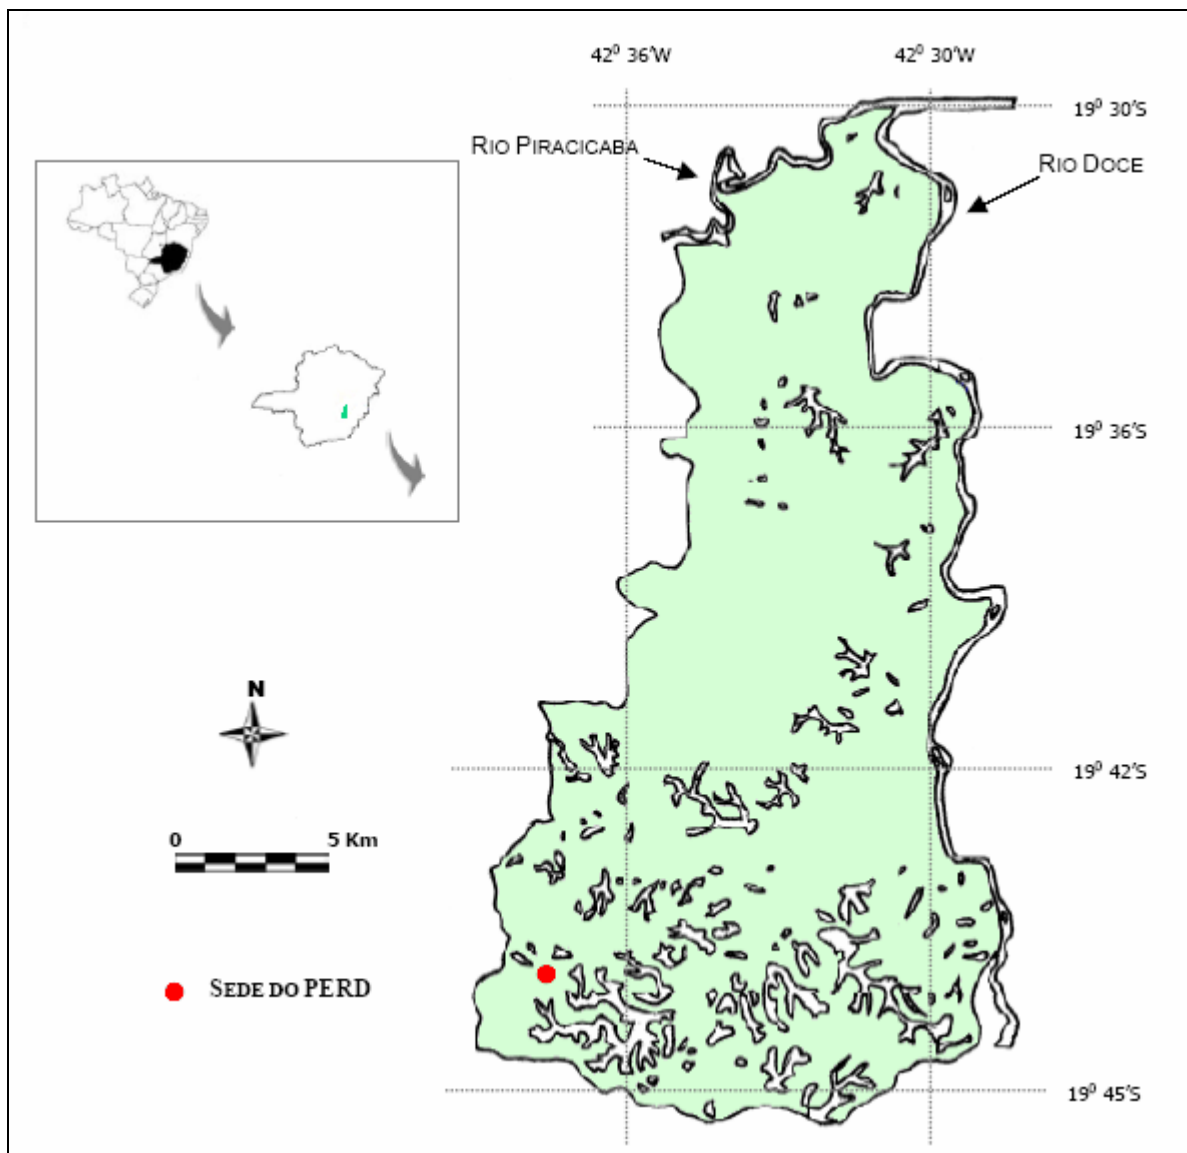 42⁰ 36'W
42⁰ 30'W
19⁰ 30'S
RIO PIRACICABA
RIO DOCE
19⁰ 36'S
N
19⁰ 42'S
0 5 Km
SEDE DO PERD
19⁰ 45'S